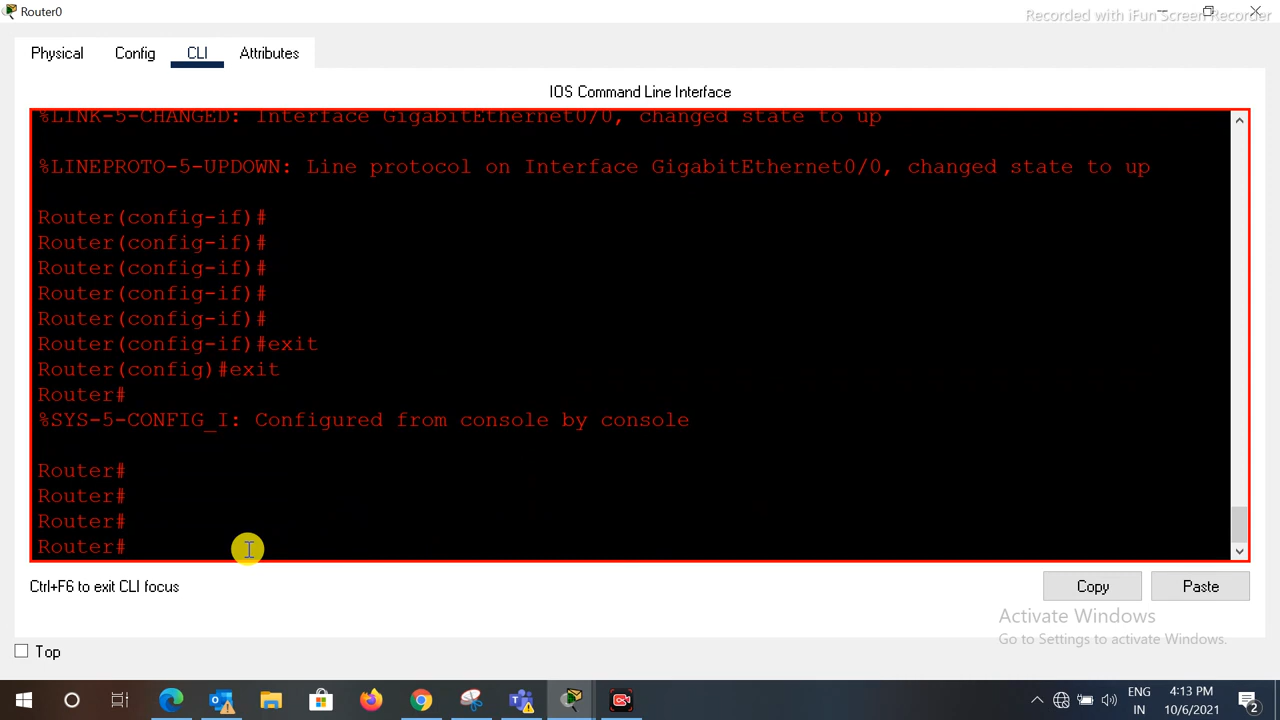 Router0
Recorded with iFun Screen Recorder
Physical
Config
CLI
Attributes
IOS Command Line Interface
%LINK-5-CHANGED: Interface GigabitEthernet0/0, changed state to up
%LINEPROTO-5-UPDOWN: Line protocol on Interface GigabitEthernet0/0, changed state to up
Router(config-if)#
Router(config-if)#
Router(config-if)#
Router(config-if)#
Router(config-if)#
Router(config-if)#exit
Router(config)#exit
Router#
%SYS-5-CONFIG_I: Configured from console by console
Router#
Router#
Router#
Router#
Ctrl+F6 to exit CLI focus
Copy
Paste
Activate Windows
Go to Settings to activate Windows.
Top
ENG
IN
4:13 PM
10/6/2021
2